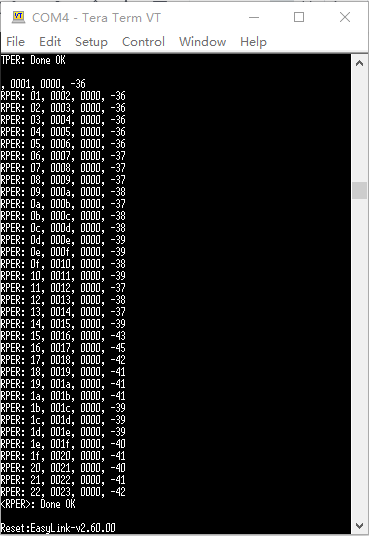 COM4 - Tera Term VT
File Edit Setup Control Window Help
TPER: Done OK
, 0001, 0000, -36
RPER: 01, 0002, 0000, -36
RPER: 02, 0003, 0000, -36
RPER: 03, 0004, 0000, -36
RPER: 04, 0005, 0000, -36
RPER: 05, 0006, 0000, -36
RPER: 06, 0007, 0000, -37
RPER: 07, 0008, 0000, -37
RPER: 08, 0009, 0000, -37
RPER: 09, 000a, 0000, -38
RPER: 0a, 000b, 0000, -37
RPER: 0b, 000c, 0000, -38
RPER: 0c, 000d, 0000, -38
RPER: 0d, 000e, 0000, -39
RPER: 0e, 000f, 0000, -39
RPER: 0f, 0010, 0000, -38
RPER: 10, 0011, 0000, -39
RPER: 11, 0012, 0000, -37
RPER: 12, 0013, 0000, -38
RPER: 13, 0014, 0000, -37
RPER: 14, 0015, 0000, -39
RPER: 15, 0016, 0000, -43
RPER: 16, 0017, 0000, -45
RPER: 17, 0018, 0000, -42
RPER: 18, 0019, 0000, -41
RPER: 19, 001a, 0000, -41
RPER: 1a, 001b, 0000, -41
RPER: 1b, 001c, 0000, -39
RPER: 1c, 001d, 0000, -39
RPER: 1d, 001e, 0000, -39
RPER: 1e, 001f, 0000, -40
RPER: 1f, 0020, 0000, -41
RPER: 20, 0021, 0000, -40
RPER: 21, 0022, 0000, -41
RPER: 22, 0023, 0000, -42
<RPER>: Done OK
Reset:EasyLink-v2.60.00